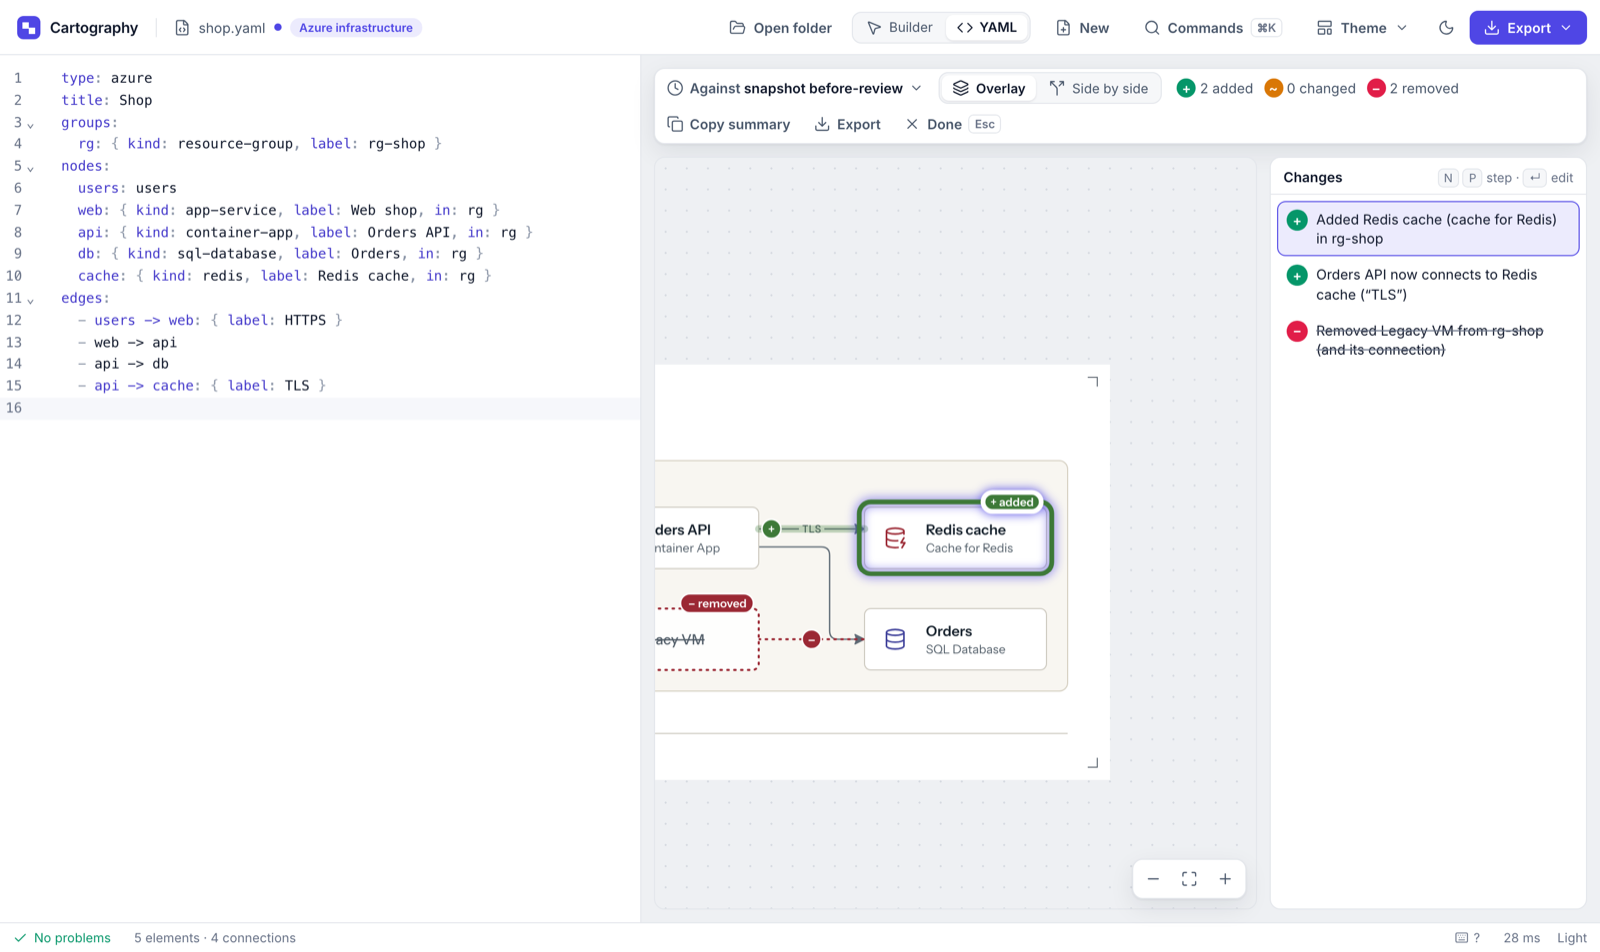 Cartography
shop.yaml
Azure infrastructure
Open folder
Builder
YAML
New
Commands ⌘K
Theme
Export
1 type: azure
2 title: Shop
3 groups:
4 rg: { kind: resource-group, label: rg-shop }
5 nodes:
6 users: users
7 web: { kind: app-service, label: Web shop, in: rg }
8 api: { kind: container-app, label: Orders API, in: rg }
9 db: { kind: sql-database, label: Orders, in: rg }
10 cache: { kind: redis, label: Redis cache, in: rg }
11 edges:
12 - users -> web: { label: HTTPS }
13 - web -> api
14 - api -> db
15 - api -> cache: { label: TLS }
16
Against snapshot before-review
Overlay
Side by side
+ 2 added
~ 0 changed
− 2 removed
Copy summary
Export
Done Esc
+ added
ders API
ntainer App
+ TLS
Redis cache
Cache for Redis
− removed
acy VM
−
Orders
SQL Database
Changes
N P step · ↵ edit
+ Added Redis cache (cache for Redis)
in rg-shop
+ Orders API now connects to Redis
cache (“TLS”)
− Removed Legacy VM from rg-shop
(and its connection)
− +
No problems
5 elements · 4 connections
?
28 ms
Light